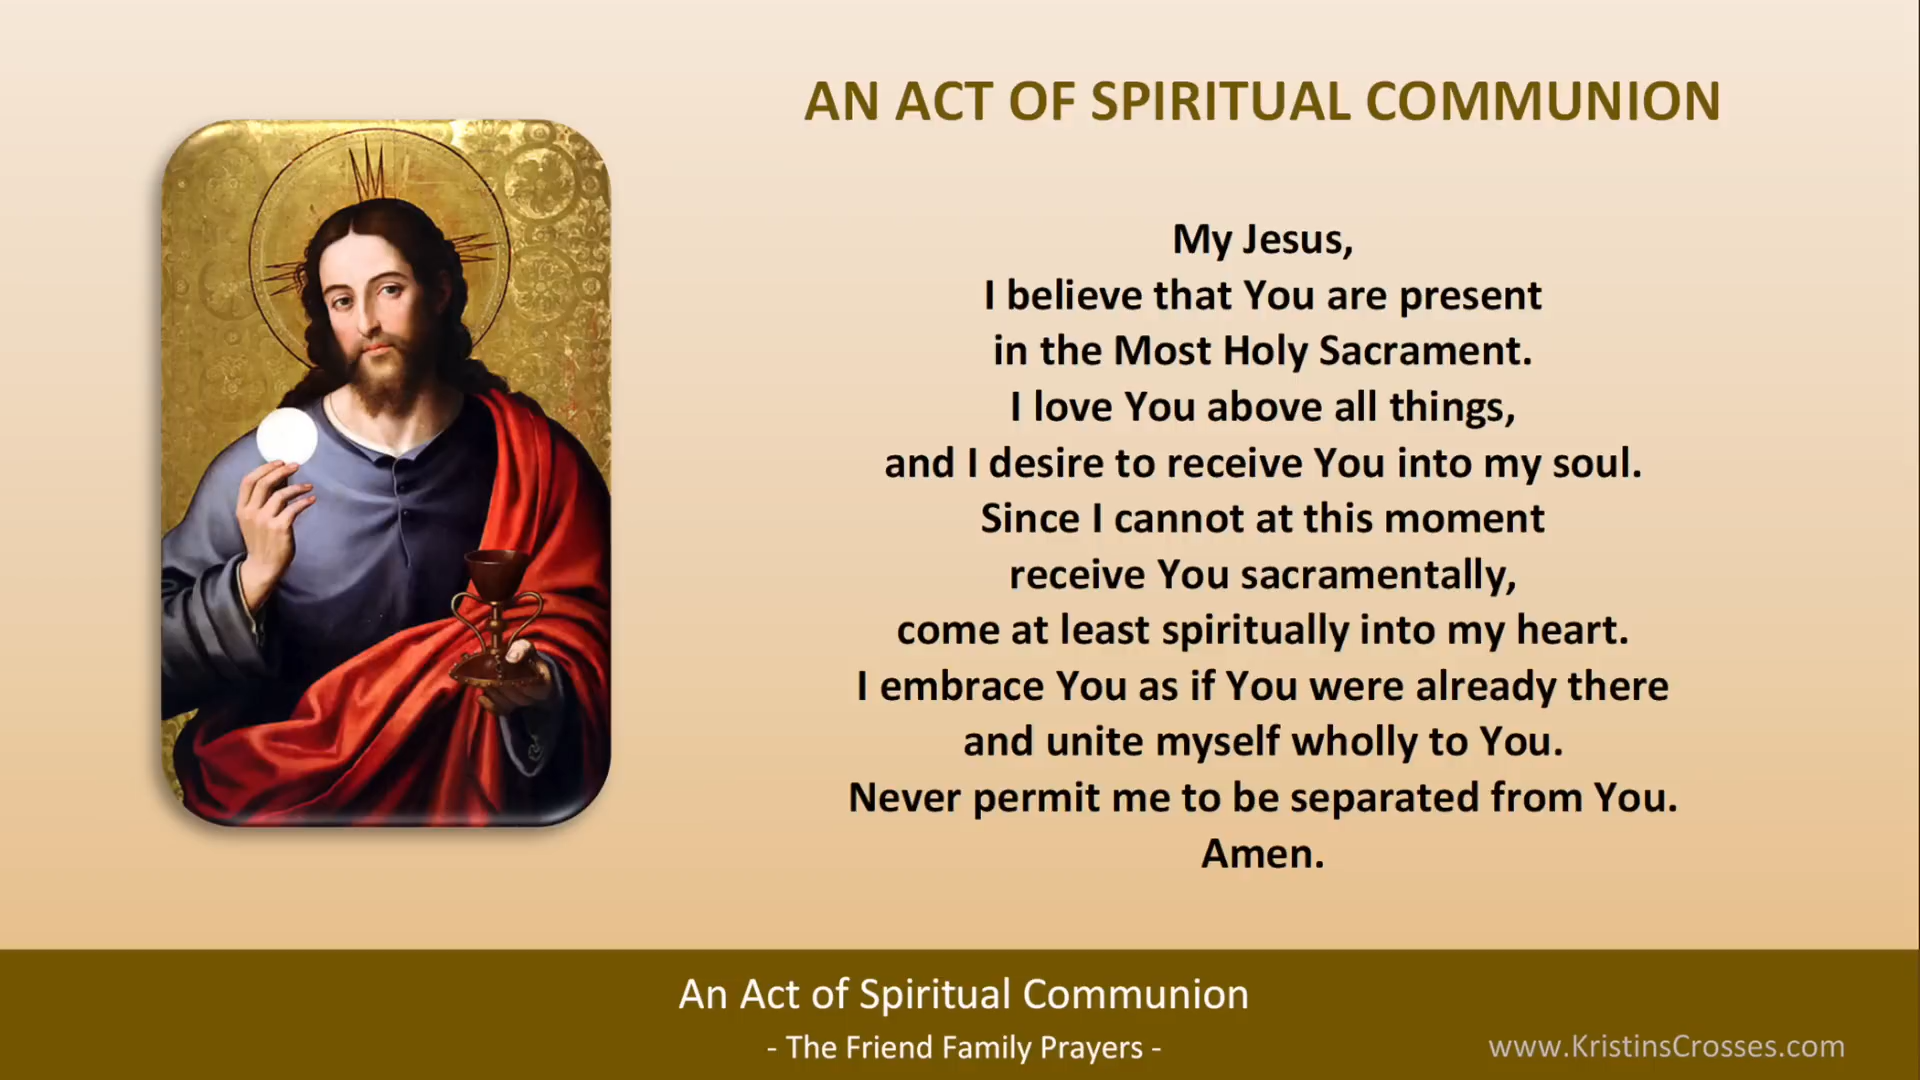 AN ACT OF SPIRITUAL COMMUNION
My Jesus,
I believe that You are present
in the Most Holy Sacrament.
I love You above all things,
and I desire to receive You into my soul.
Since I cannot at this moment
receive You sacramentally,
come at least spiritually into my heart.
I embrace You as if You were already there
and unite myself wholly to You.
Never permit me to be separated from You.
Amen.
An Act of Spiritual Communion
- The Friend Family Prayers -
www.KristinsCrosses.com